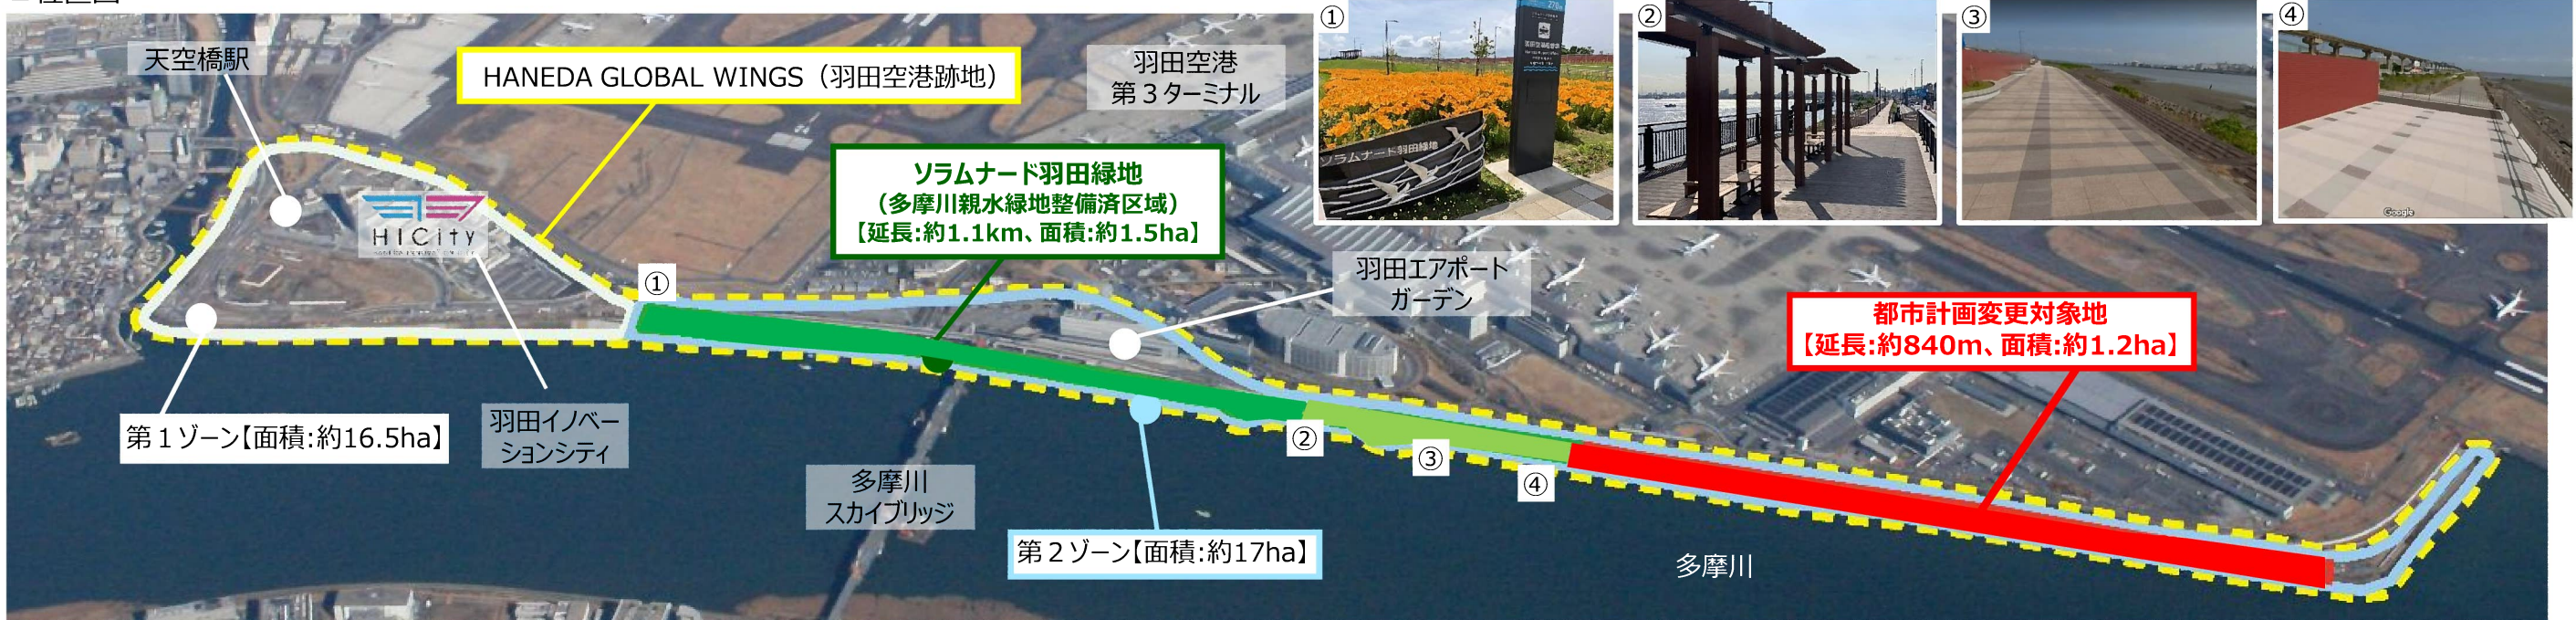 ①
②
③
④
天空橋駅
HANEDA GLOBAL WINGS（羽田空港跡地）
羽田空港
第３ターミナル
ソラムナード羽田緑地
（多摩川親水緑地整備済区域）
【延長:約1.1km、面積:約1.5ha】
ソラムナード羽田緑地
270m
Google
HICity
①
羽田エアポート
ガーデン
都市計画変更対象地
【延長:約840m、面積:約1.2ha】
第１ゾーン【面積:約16.5ha】
羽田イノベー
ションシティ
②
③
④
多摩川
スカイブリッジ
第２ゾーン【面積:約17ha】
多摩川